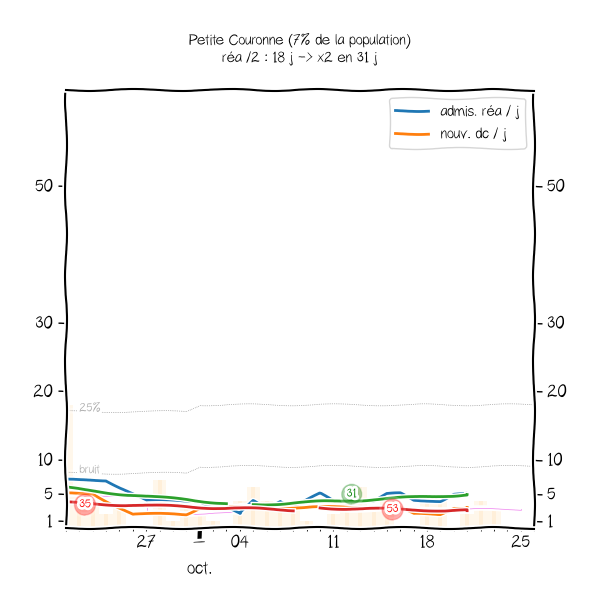 Petite Couronne (7% de la population)
réa /2 : 18 j -> x2 en 31 j
admis. réa / j
nouv. dc / j
50 50
30 30
20 20
25%
10 10
bruit
5 5
31
35
53
1 1
27 04 11 18 25
oct.